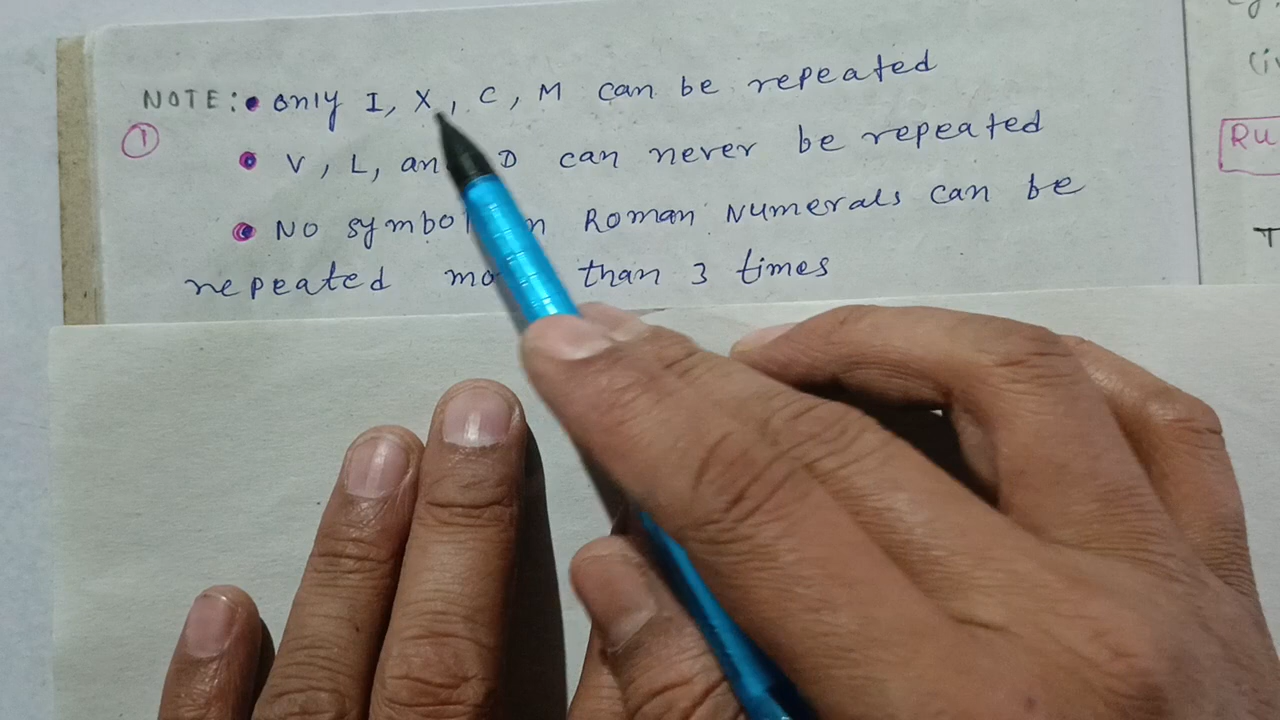 NOTE: • only I, X, C, M can be repeated
①
• V, L, an D can never be repeated
• No symbol n Roman Numerals can be
repeated mo than 3 times
Ru